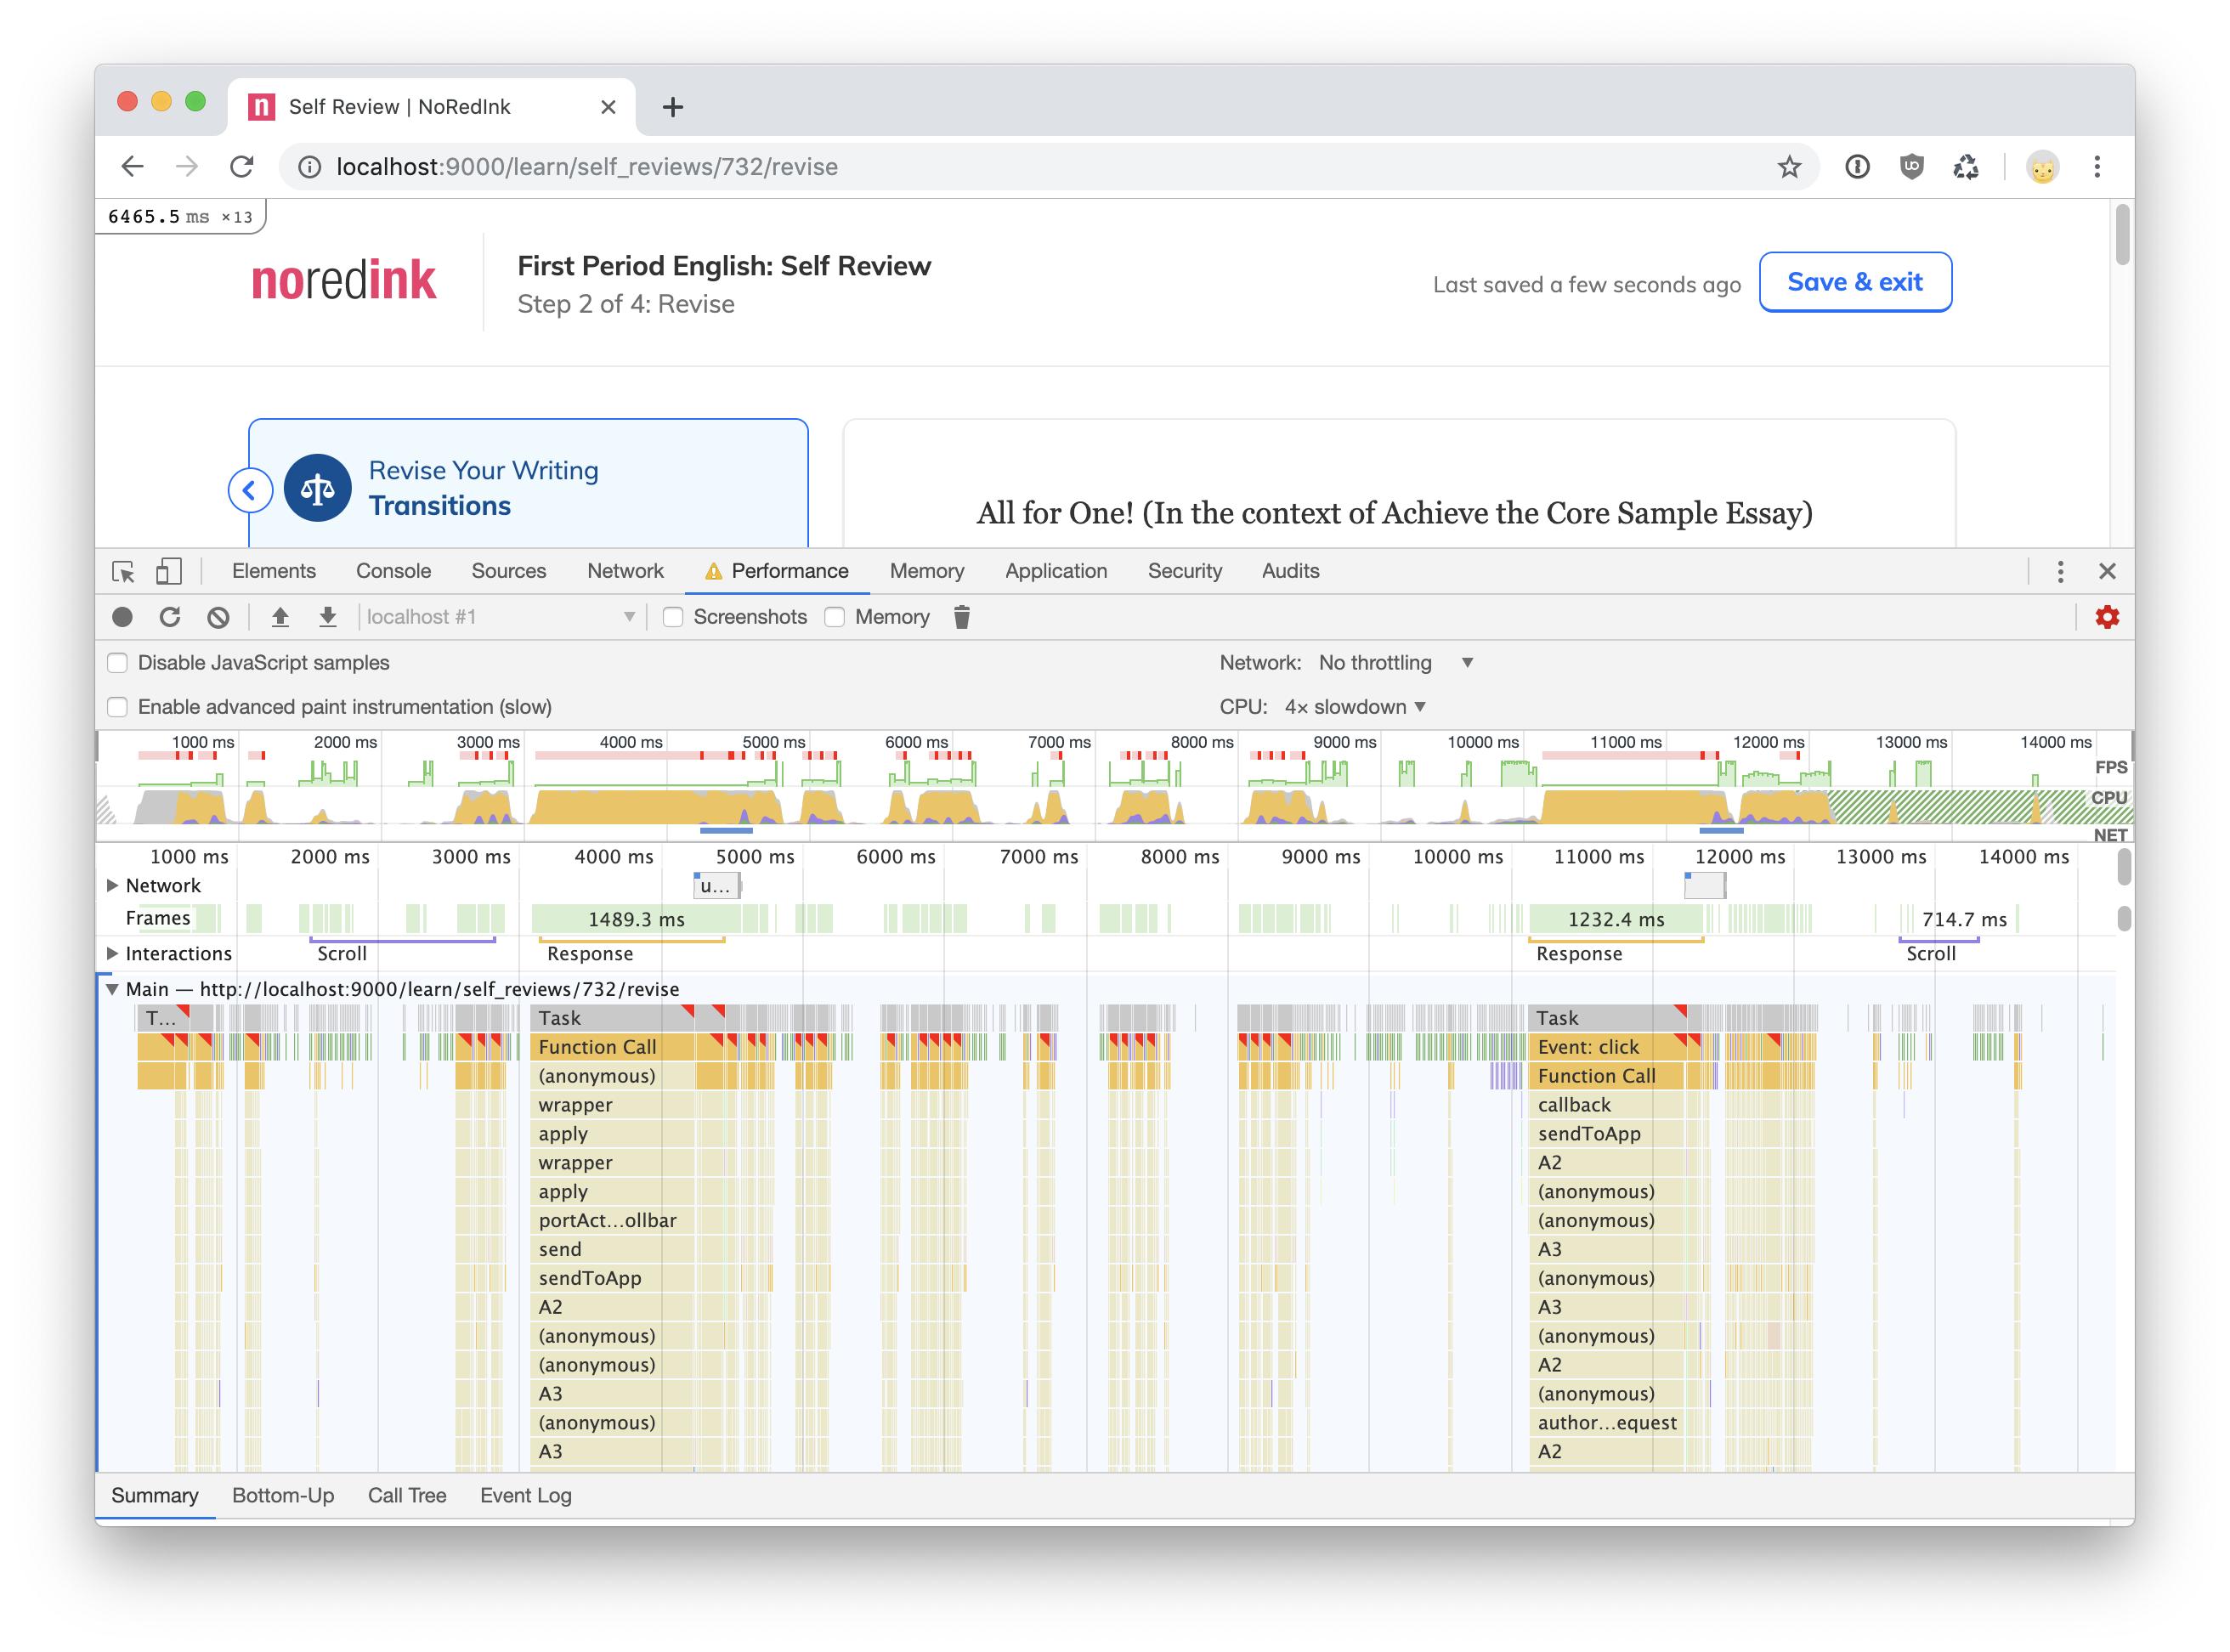 Self Review | NoRedInk
localhost:9000/learn/self_reviews/732/revise
6465.5 ms ×13
noredink
First Period English: Self Review
Step 2 of 4: Revise
Last saved a few seconds ago
Save & exit
Revise Your Writing
Transitions
All for One! (In the context of Achieve the Core Sample Essay)
Elements Console Sources Network Performance Memory Application Security Audits
localhost #1 Screenshots Memory
Disable JavaScript samples Network: No throttling
Enable advanced paint instrumentation (slow) CPU: 4× slowdown
1000 ms 2000 ms 3000 ms 4000 ms 5000 ms 6000 ms 7000 ms 8000 ms 9000 ms 10000 ms 11000 ms 12000 ms 13000 ms 14000 ms
FPS
CPU
NET
1000 ms 2000 ms 3000 ms 4000 ms 5000 ms 6000 ms 7000 ms 8000 ms 9000 ms 10000 ms 11000 ms 12000 ms 13000 ms 14000 ms
Network u...
Frames 1489.3 ms 1232.4 ms 714.7 ms
Interactions Scroll Response Response Scroll
Main — http://localhost:9000/learn/self_reviews/732/revise
T... Task Task
Function Call Event: click
(anonymous) Function Call
wrapper callback
apply sendToApp
wrapper A2
apply (anonymous)
portAct...ollbar (anonymous)
send A3
sendToApp (anonymous)
A2 A3
(anonymous) (anonymous)
(anonymous) A2
A3 (anonymous)
(anonymous) author...equest
A3 A2
Summary Bottom-Up Call Tree Event Log